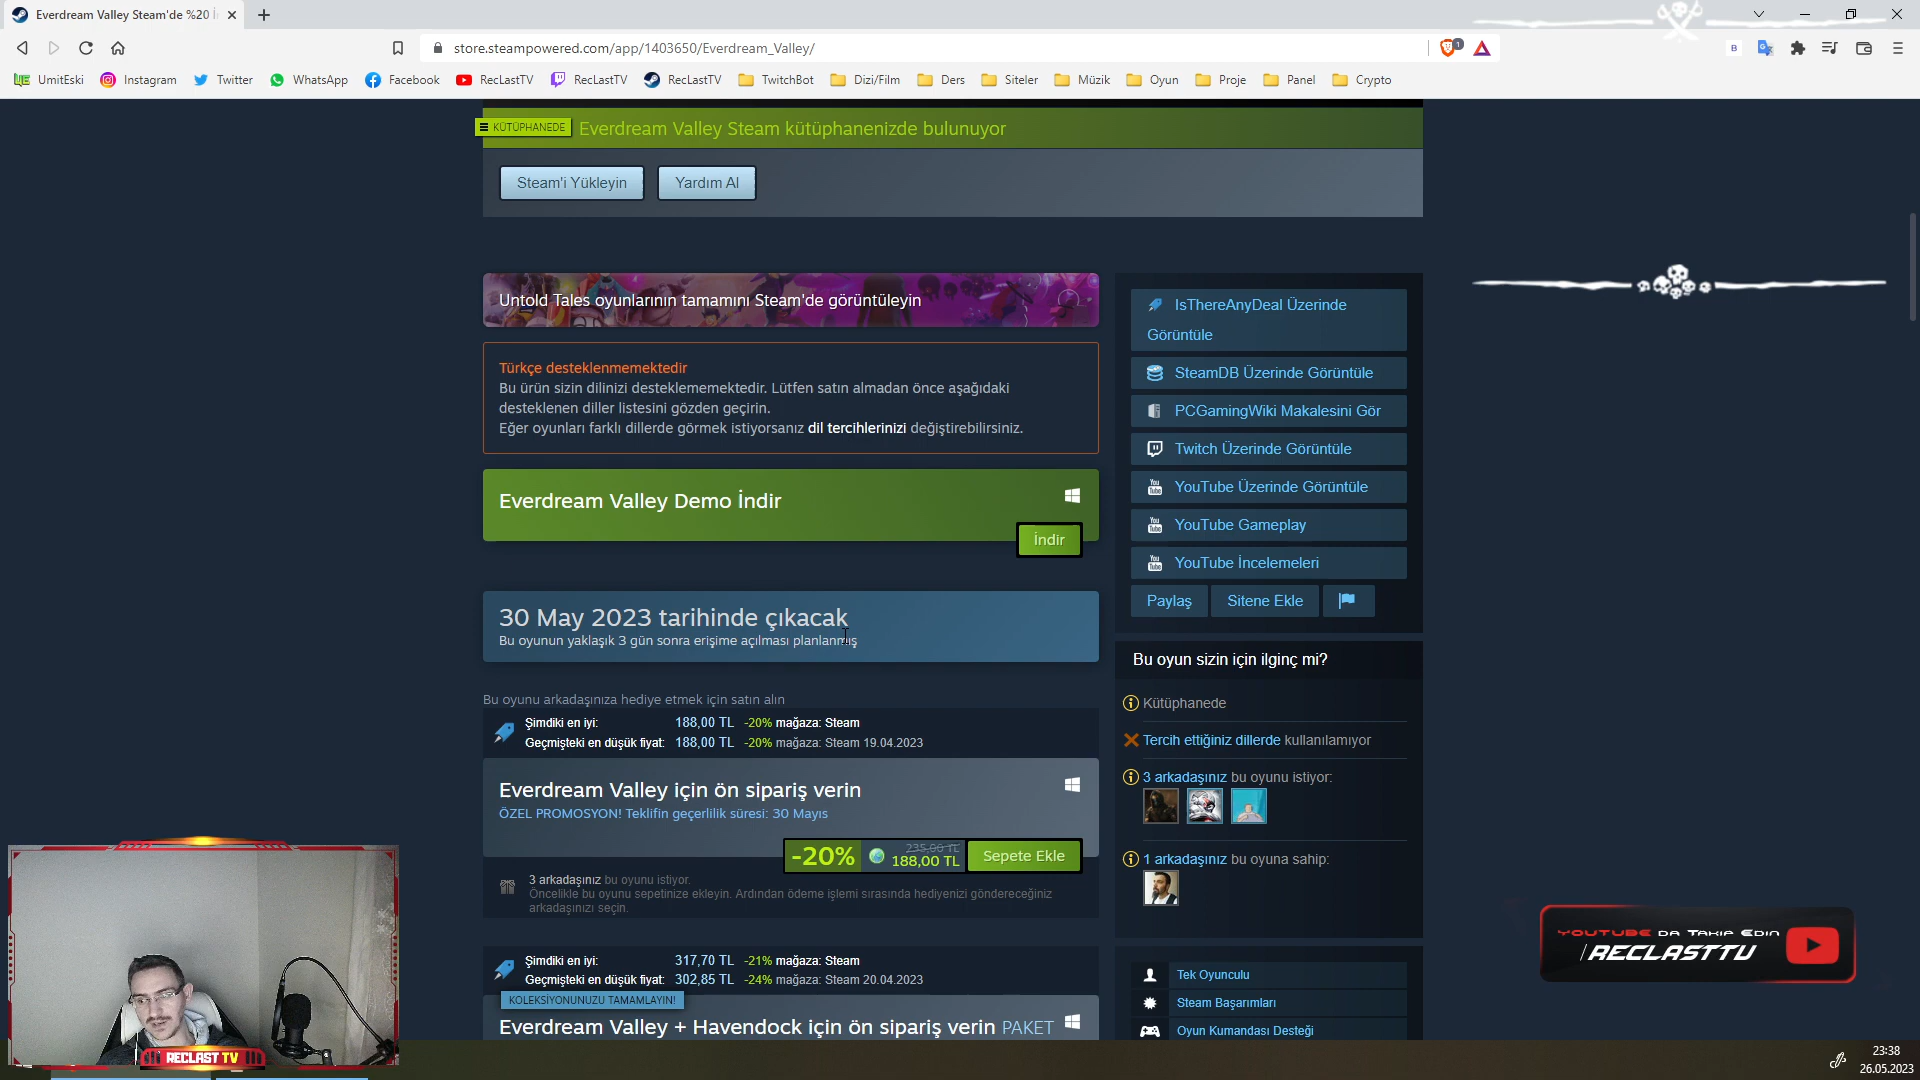 Everdream Valley Steam'de %20 İn
store.steampowered.com/app/1403650/Everdream_Valley/
1
B
UmitEski
Instagram
Twitter
WhatsApp
Facebook
RecLastTV
RecLastTV
RecLastTV
TwitchBot
Dizi/Film
Ders
Siteler
Müzik
Oyun
Proje
Panel
Crypto
KÜTÜPHANEDE
Everdream Valley Steam kütüphanenizde bulunuyor
Steam'i Yükleyin
Yardım Al
Untold Tales oyunlarının tamamını Steam'de görüntüleyin
Türkçe desteklenmemektedir
Bu ürün sizin dilinizi desteklememektedir. Lütfen satın almadan önce aşağıdaki
desteklenen diller listesini gözden geçirin.
Eğer oyunları farklı dillerde görmek istiyorsanız dil tercihlerinizi değiştirebilirsiniz.
Everdream Valley Demo İndir
İndir
30 May 2023 tarihinde çıkacak
Bu oyunun yaklaşık 3 gün sonra erişime açılması planlanmış
Bu oyunu arkadaşınıza hediye etmek için satın alın
Şimdiki en iyi: 188,00 TL -20% mağaza: Steam
Geçmişteki en düşük fiyat: 188,00 TL -20% mağaza: Steam 19.04.2023
Everdream Valley için ön sipariş verin
ÖZEL PROMOSYON! Teklifin geçerlilik süresi: 30 Mayıs
-20%
235,00 TL
188,00 TL
Sepete Ekle
3 arkadaşınız bu oyunu istiyor.
Öncelikle bu oyunu sepetinize ekleyin. Ardından ödeme işlemi sırasında hediyenizi göndereceğiniz
arkadaşınızı seçin.
Şimdiki en iyi: 317,70 TL -21% mağaza: Steam
Geçmişteki en düşük fiyat: 302,85 TL -24% mağaza: Steam 20.04.2023
KOLEKSİYONUNUZU TAMAMLAYIN!
Everdream Valley + Havendock için ön sipariş verin PAKET
IsThereAnyDeal Üzerinde
Görüntüle
SteamDB Üzerinde Görüntüle
PCGamingWiki Makalesini Gör
Twitch Üzerinde Görüntüle
YouTube Üzerinde Görüntüle
YouTube Gameplay
YouTube İncelemeleri
Paylaş
Sitene Ekle
Bu oyun sizin için ilginç mi?
Kütüphanede
Tercih ettiğiniz dillerde kullanılamıyor
3 arkadaşınız bu oyunu istiyor:
1 arkadaşınız bu oyuna sahip:
Tek Oyunculu
Steam Başarımları
Oyun Kumandası Desteği
YOUTUBE DA TAKIP EDIN
/RECLASTTV
RECLAST TV
23:38
26.05.2023